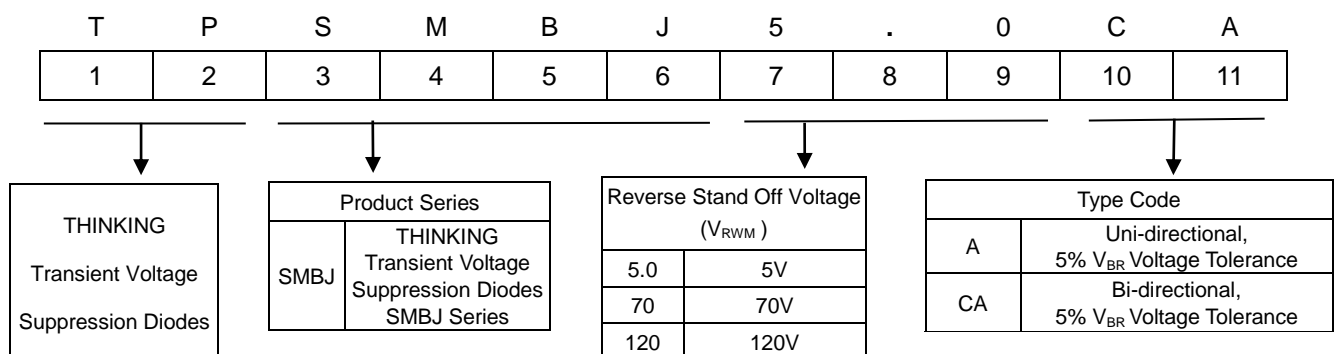 T P S M B J 5 . 0 C A
1 2 3 4 5 6 7 8 9 10 11
THINKING
Transient Voltage
Suppression Diodes
Product Series
SMBJ
THINKING
Transient Voltage
Suppression Diodes
SMBJ Series
Reverse Stand Off Voltage
(VRWM )
5.0 5V
70 70V
120 120V
Type Code
A
Uni-directional,
5% VBR Voltage Tolerance
CA
Bi-directional,
5% VBR Voltage Tolerance